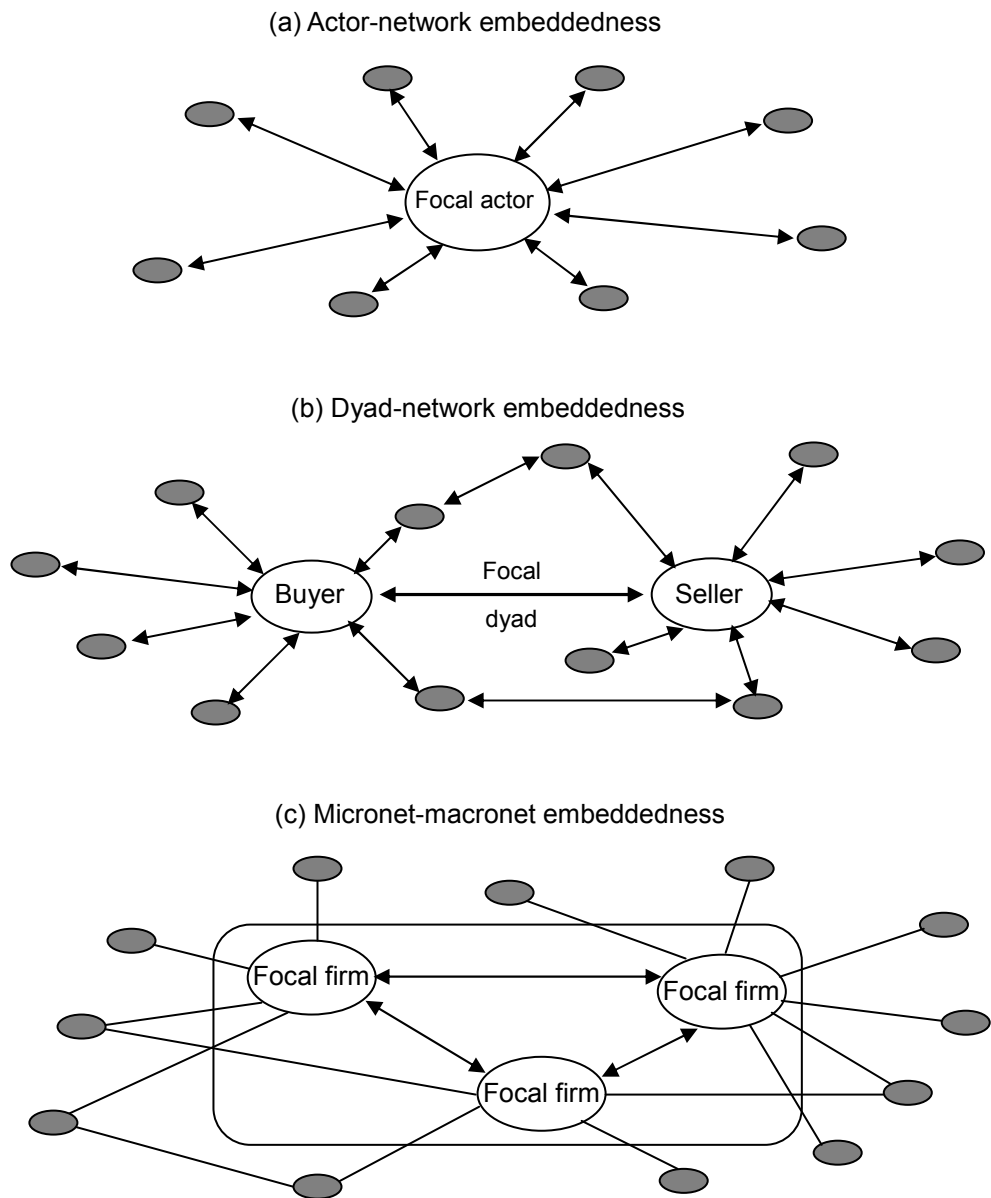 (a) Actor-network embeddedness
Focal actor
(b) Dyad-network embeddedness
Focal
Buyer
Seller
dyad
(c) Micronet-macronet embeddedness
Focal firm
Focal firm
Focal firm